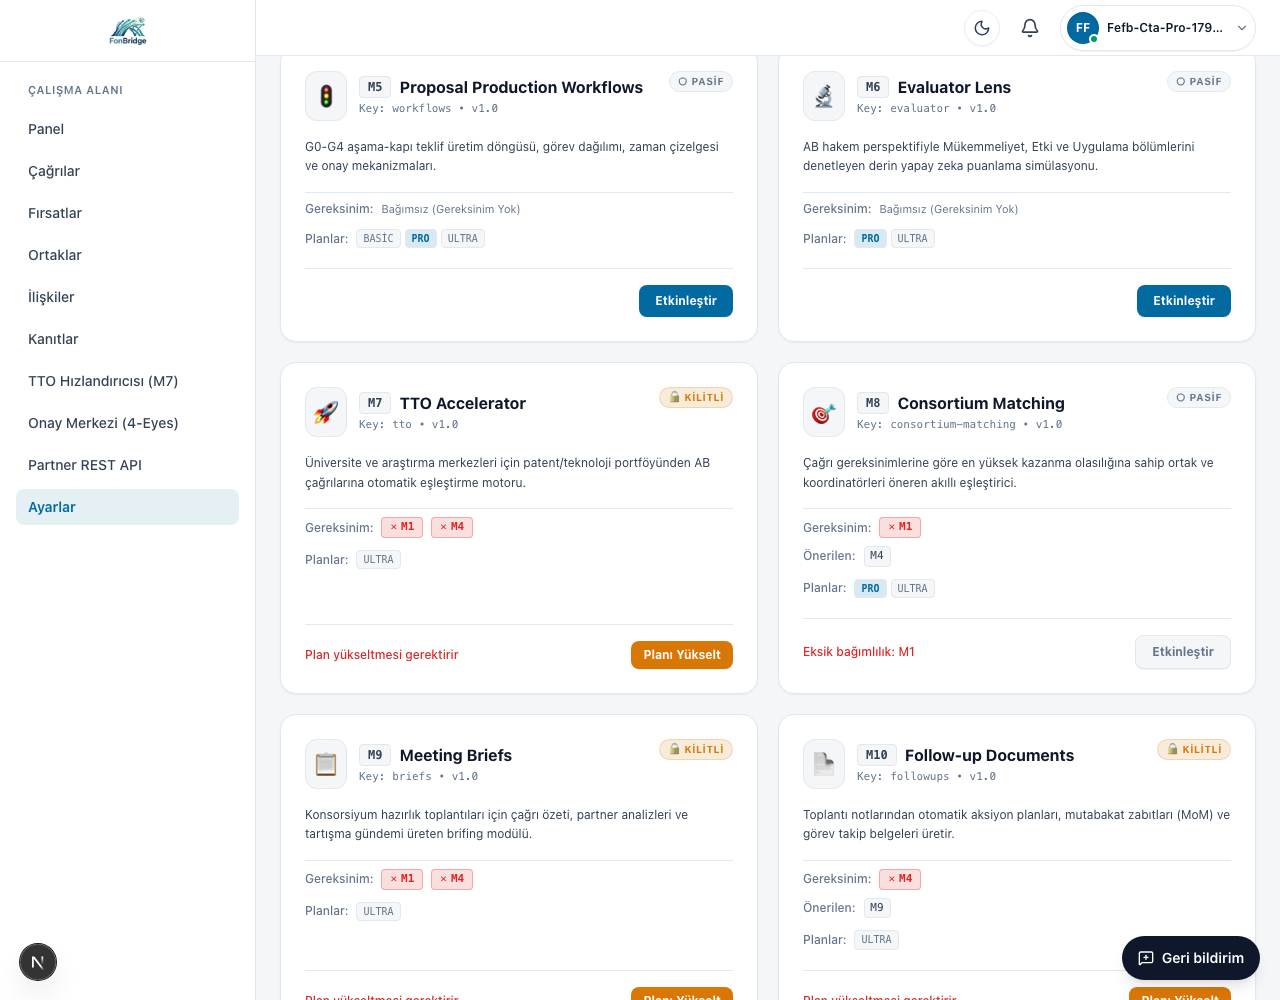 FonBridge
FF
Fefb-Cta-Pro-179...
ÇALIŞMA ALANI
Panel
Çağrılar
Fırsatlar
Ortaklar
İlişkiler
Kanıtlar
TTO Hızlandırıcısı (M7)
Onay Merkezi (4-Eyes)
Partner REST API
Ayarlar
N
M5 Proposal Production Workflows
PASİF
Key: workflows • v1.0
G0-G4 aşama-kapı teklif üretim döngüsü, görev dağılımı, zaman çizelgesi
ve onay mekanizmaları.
Gereksinim: Bağımsız (Gereksinim Yok)
Planlar: BASİC PRO ULTRA
Etkinleştir
M6 Evaluator Lens
PASİF
Key: evaluator • v1.0
AB hakem perspektifiyle Mükemmeliyet, Etki ve Uygulama bölümlerini
denetleyen derin yapay zeka puanlama simülasyonu.
Gereksinim: Bağımsız (Gereksinim Yok)
Planlar: PRO ULTRA
Etkinleştir
M7 TTO Accelerator
KİLİTLİ
Key: tto • v1.0
Üniversite ve araştırma merkezleri için patent/teknoloji portföyünden AB
çağrılarına otomatik eşleştirme motoru.
Gereksinim: × M1 × M4
Planlar: ULTRA
Plan yükseltmesi gerektirir
Planı Yükselt
M8 Consortium Matching
PASİF
Key: consortium-matching • v1.0
Çağrı gereksinimlerine göre en yüksek kazanma olasılığına sahip ortak ve
koordinatörleri öneren akıllı eşleştirici.
Gereksinim: × M1
Önerilen: M4
Planlar: PRO ULTRA
Eksik bağımlılık: M1
Etkinleştir
M9 Meeting Briefs
KİLİTLİ
Key: briefs • v1.0
Konsorsiyum hazırlık toplantıları için çağrı özeti, partner analizleri ve
tartışma gündemi üreten brifing modülü.
Gereksinim: × M1 × M4
Planlar: ULTRA
Plan yükseltmesi gerektirir
Planı Yükselt
M10 Follow-up Documents
KİLİTLİ
Key: followups • v1.0
Toplantı notlarından otomatik aksiyon planları, mutabakat zabıtları (MoM) ve
görev takip belgeleri üretir.
Gereksinim: × M4
Önerilen: M9
Planlar: ULTRA
Plan yükseltmesi gerektirir
Planı Yükselt
Geri bildirim